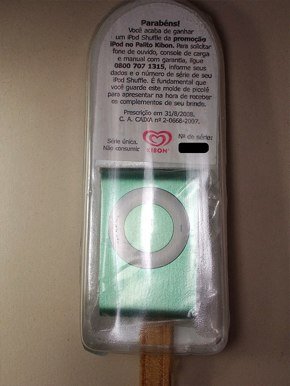 Parabéns!
Você acaba de ganhar
um iPod Shuffle da promoção
iPod no Palito Kibon. Para solicitar
fone de ouvido, console de carga
e manual com garantia, ligue
0800 707 1315, informe seus
dados e o número de série de seu
iPod Shuffle. É fundamental que
você guarde este molde de picolé
para apresentar na hora de receber
os complementos de seu brinde.
Prescrição em 31/8/2008.
C. A. CAIXA nº 2-0666-2007.
Série única.
Não consumir.
Nº de série:
KIBON